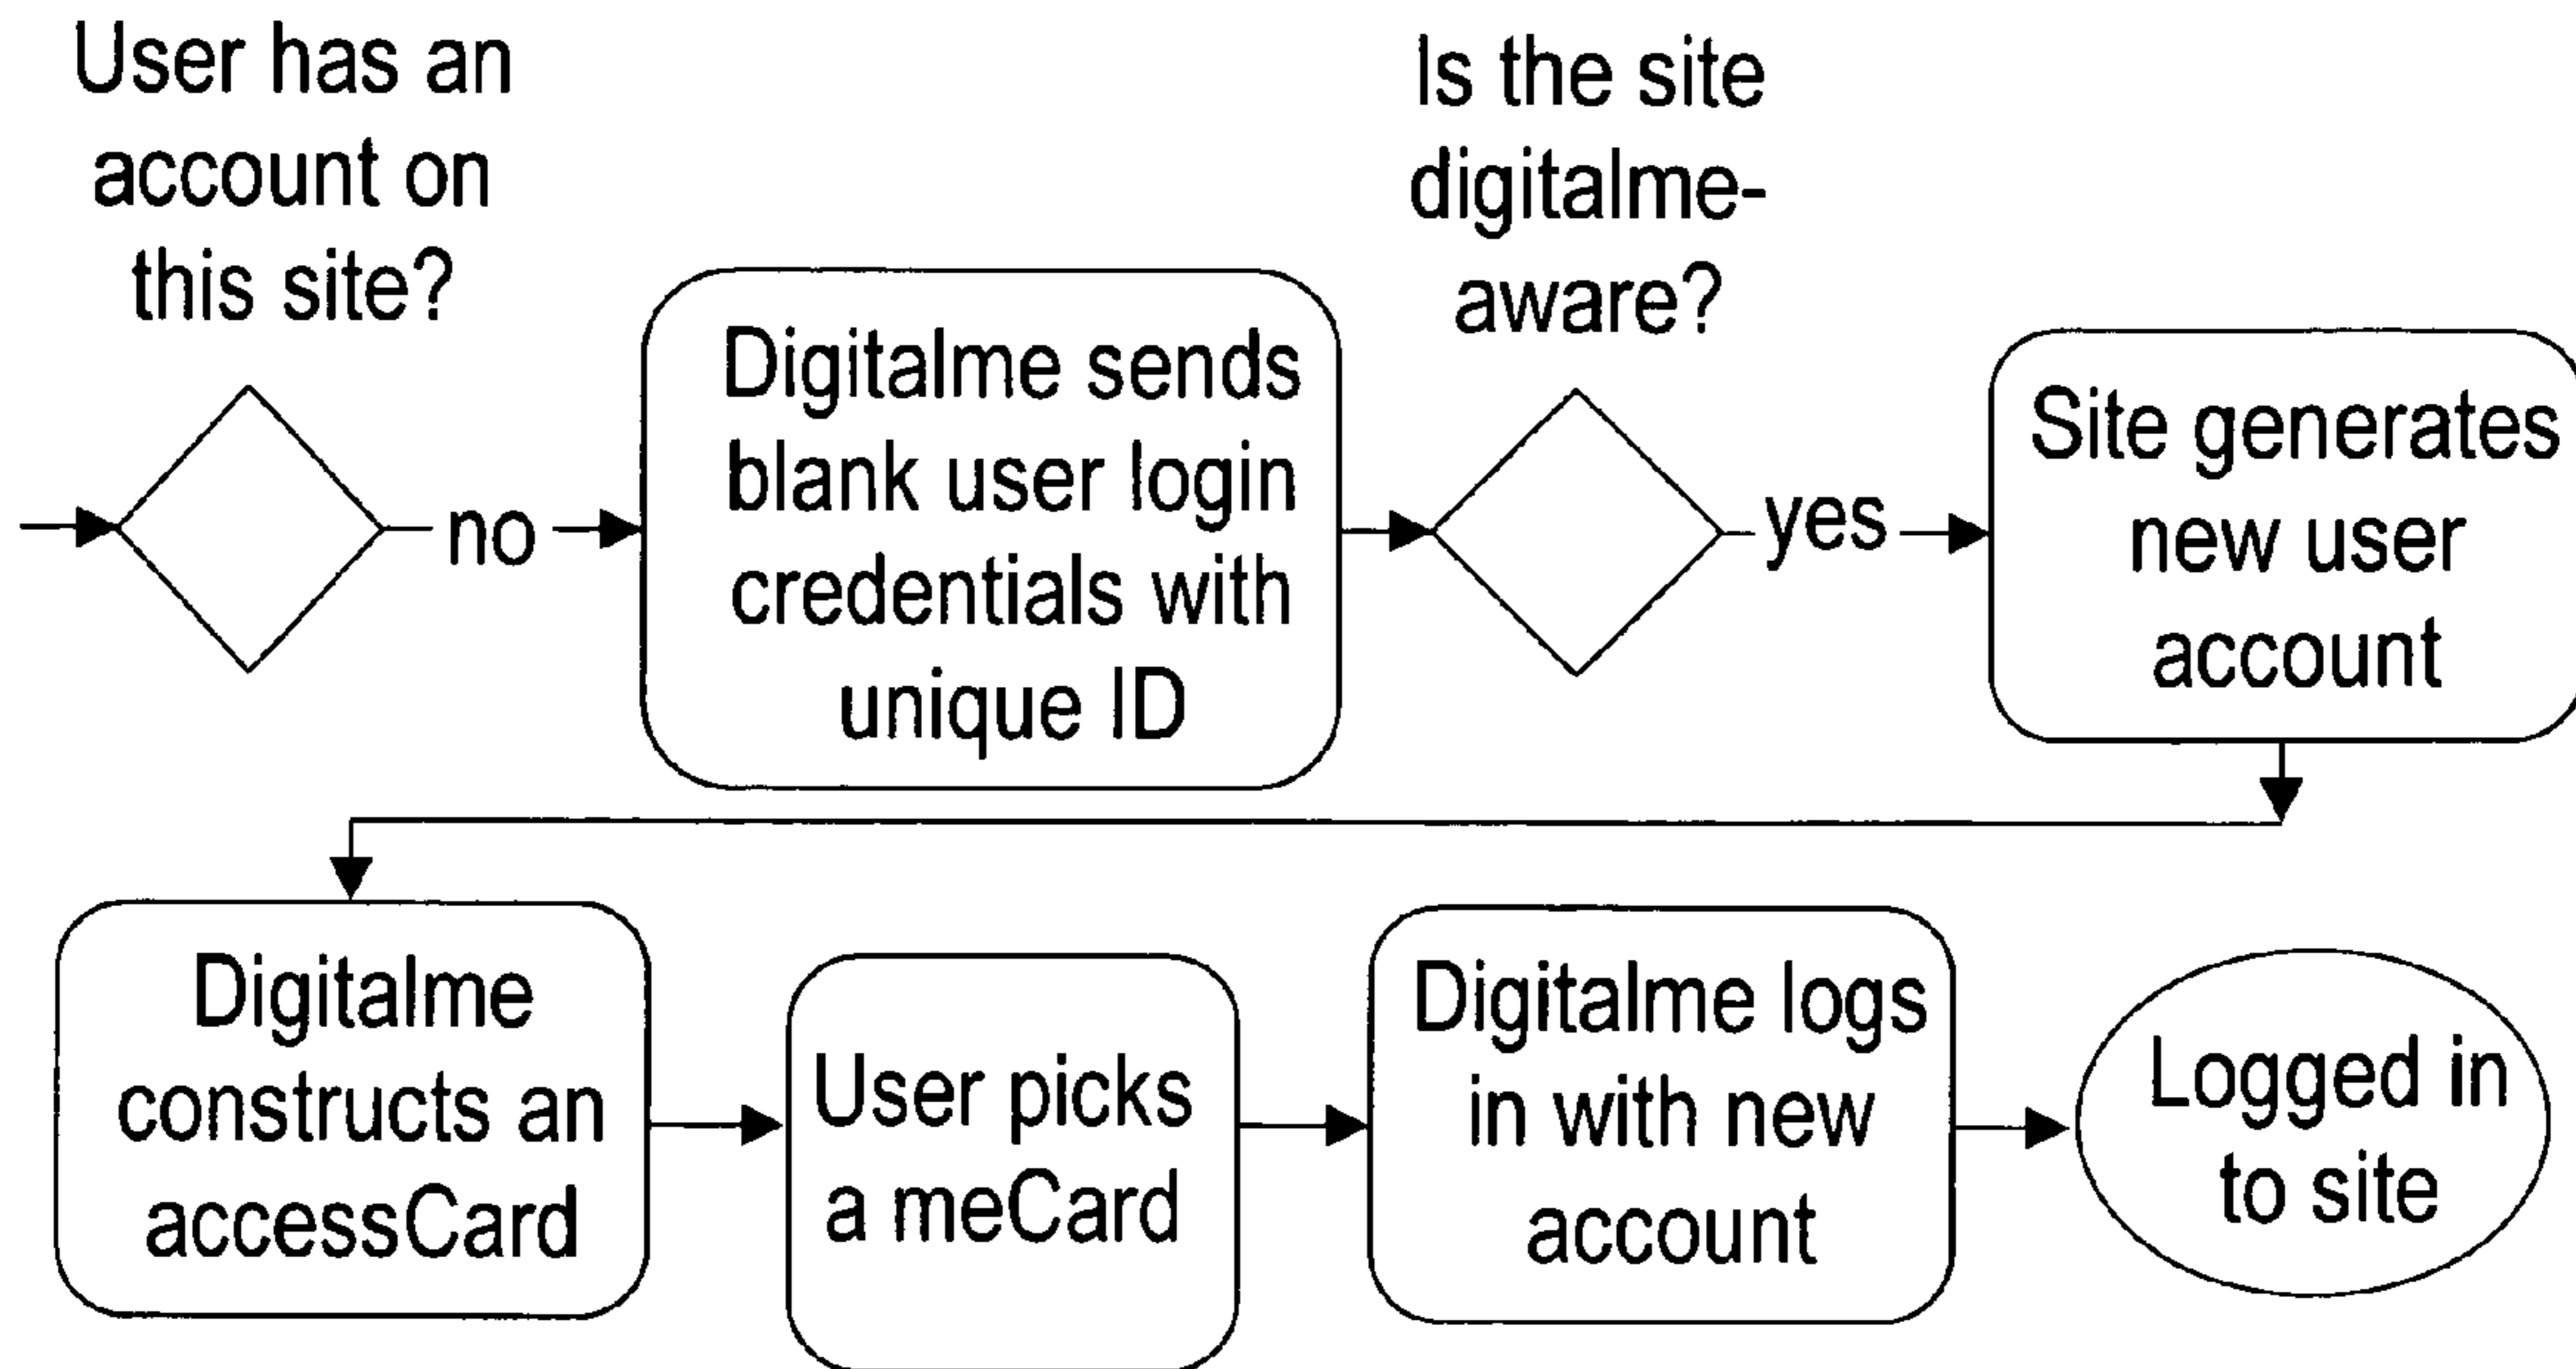 User has an
account on
this site?
no
Digitalme sends
blank user login
credentials with
unique ID
Is the site
digitalme-
aware?
yes
Site generates
new user
account
Digitalme
constructs an
accessCard
User picks
a meCard
Digitalme logs
in with new
account
Logged in
to site